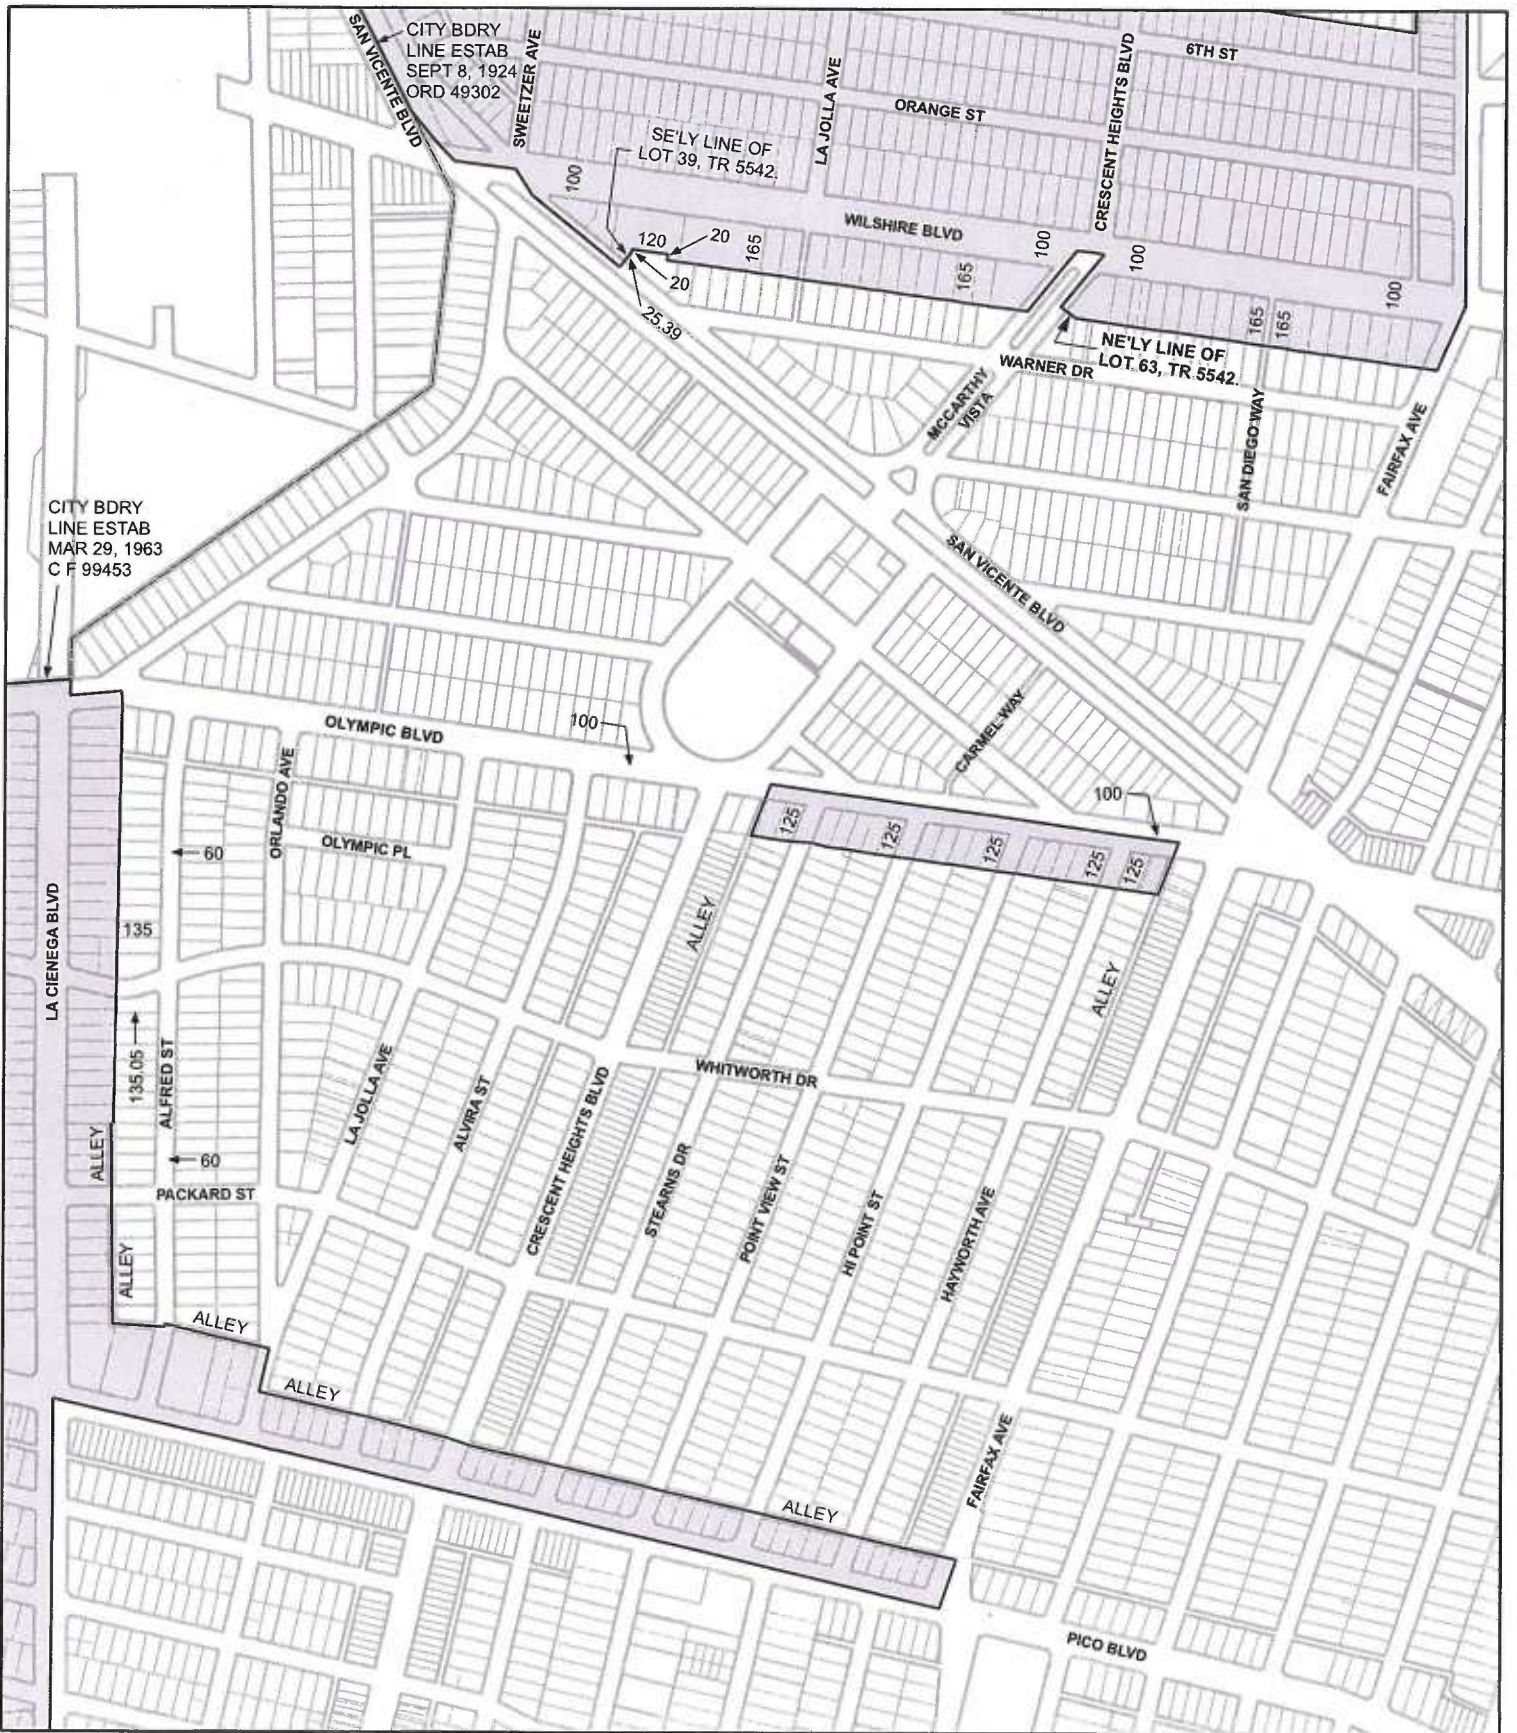 SAN VICENTE BLVD
CITY BDRY
LINE ESTAB
SEPT 8, 1924
ORD 49302
SWEETZER AVE
LA JOLLA AVE
CRESCENT HEIGHTS BLVD
6TH ST
ORANGE ST
SE'LY LINE OF
LOT 39, TR 5542.
100
WILSHIRE BLVD
120
20
165
20
25.39
165
100
100
165
165
100
NE'LY LINE OF
LOT 63, TR 5542.
WARNER DR
MCCARTHY
VISTA
SAN DIEGO WAY
FAIRFAX AVE
CITY BDRY
LINE ESTAB
MAR 29, 1963
C F 99453
SAN VICENTE BLVD
CARMEL WAY
OLYMPIC BLVD
100
100
ORLANDO AVE
OLYMPIC PL
60
125
125
125
125
125
LA CIENEGA BLVD
135
ALLEY
ALLEY
135.05
ALFRED ST
LA JOLLA AVE
ALVIRA ST
CRESCENT HEIGHTS BLVD
WHITWORTH DR
ALLEY
60
PACKARD ST
STEARNS DR
POINT VIEW ST
HI POINT ST
HAYWORTH AVE
ALLEY
ALLEY
ALLEY
ALLEY
FAIRFAX AVE
PICO BLVD